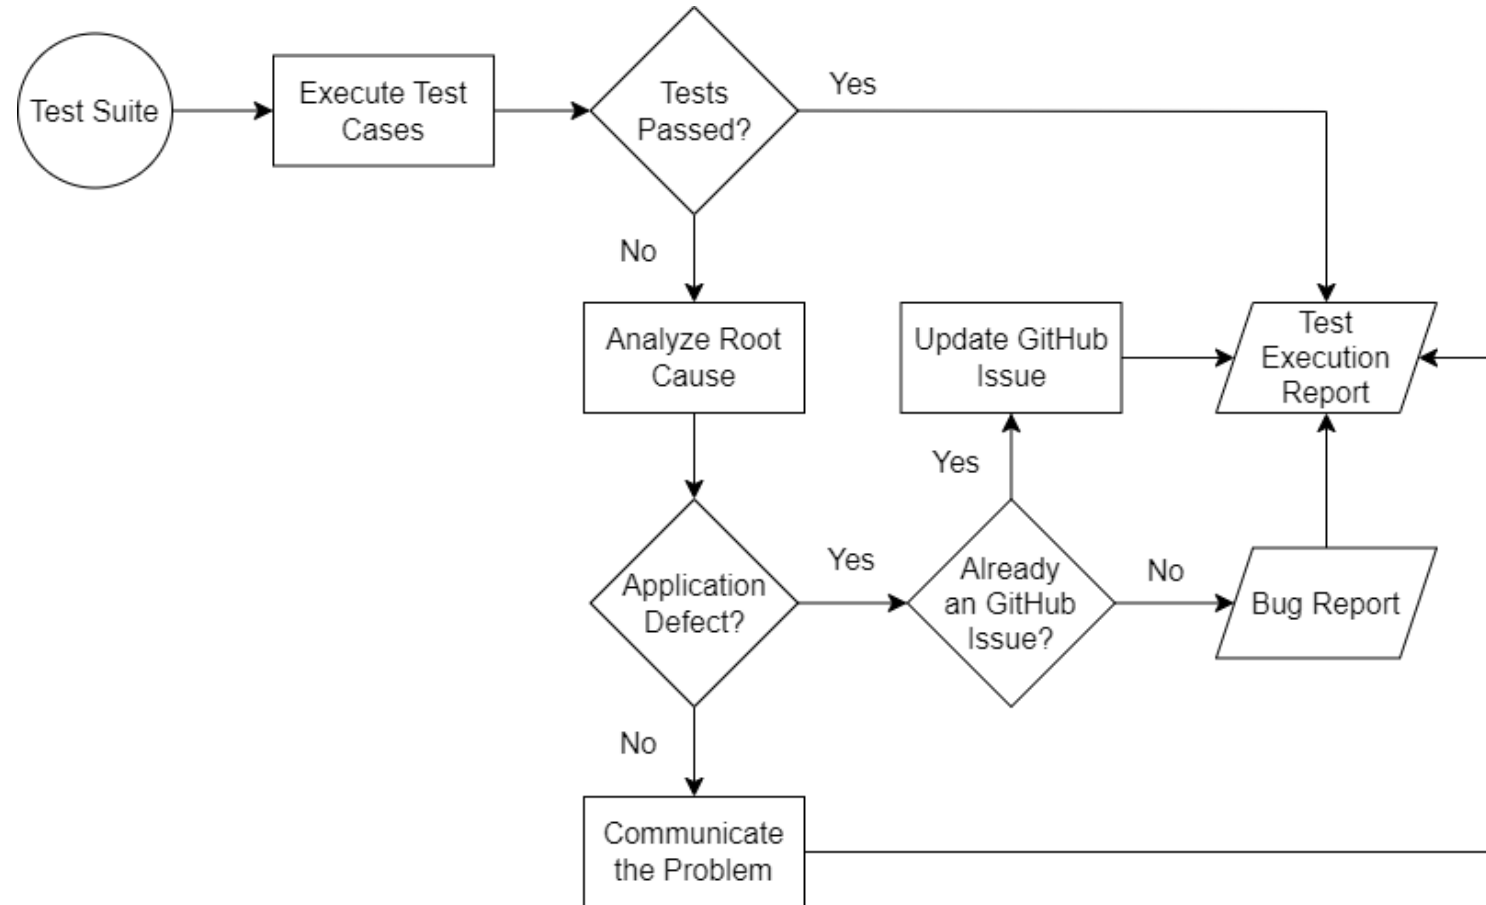 Test Suite
Execute Test
Cases
Tests
Passed?
Yes
No
Analyze Root
Cause
Update GitHub
Issue
Test
Execution
Report
Yes
Application
Defect?
Yes
Already
an GitHub
Issue?
No
Bug Report
No
Communicate
the Problem